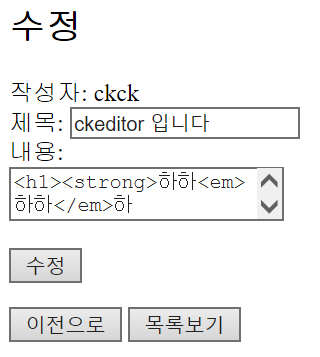 수정
작성자: ckck
제목: ckeditor 입니다
내용:
<h1><strong>하하<em>
하하</em>하
수정
이전으로 목록보기